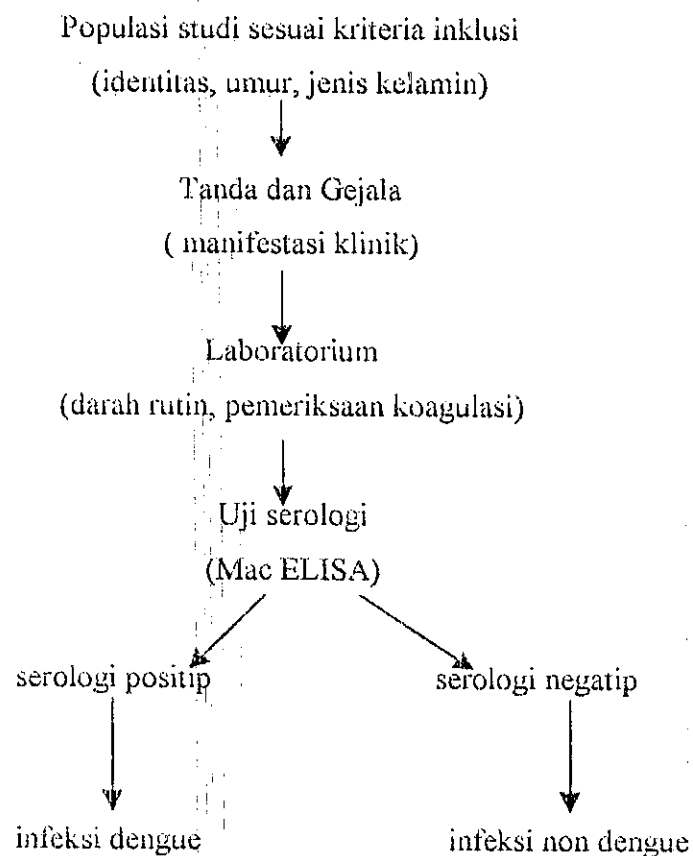 Populasi studi sesuai kriteria inklusi
(identitas, umur, jenis kelamin)
Tanda dan Gejala
( manifestasi klinik)
Laboratorium
(darah rutin, pemeriksaan koagulasi)
Uji serologi
(Mac ELISA)
serologi positip
serologi negatip
infeksi dengue
infeksi non dengue